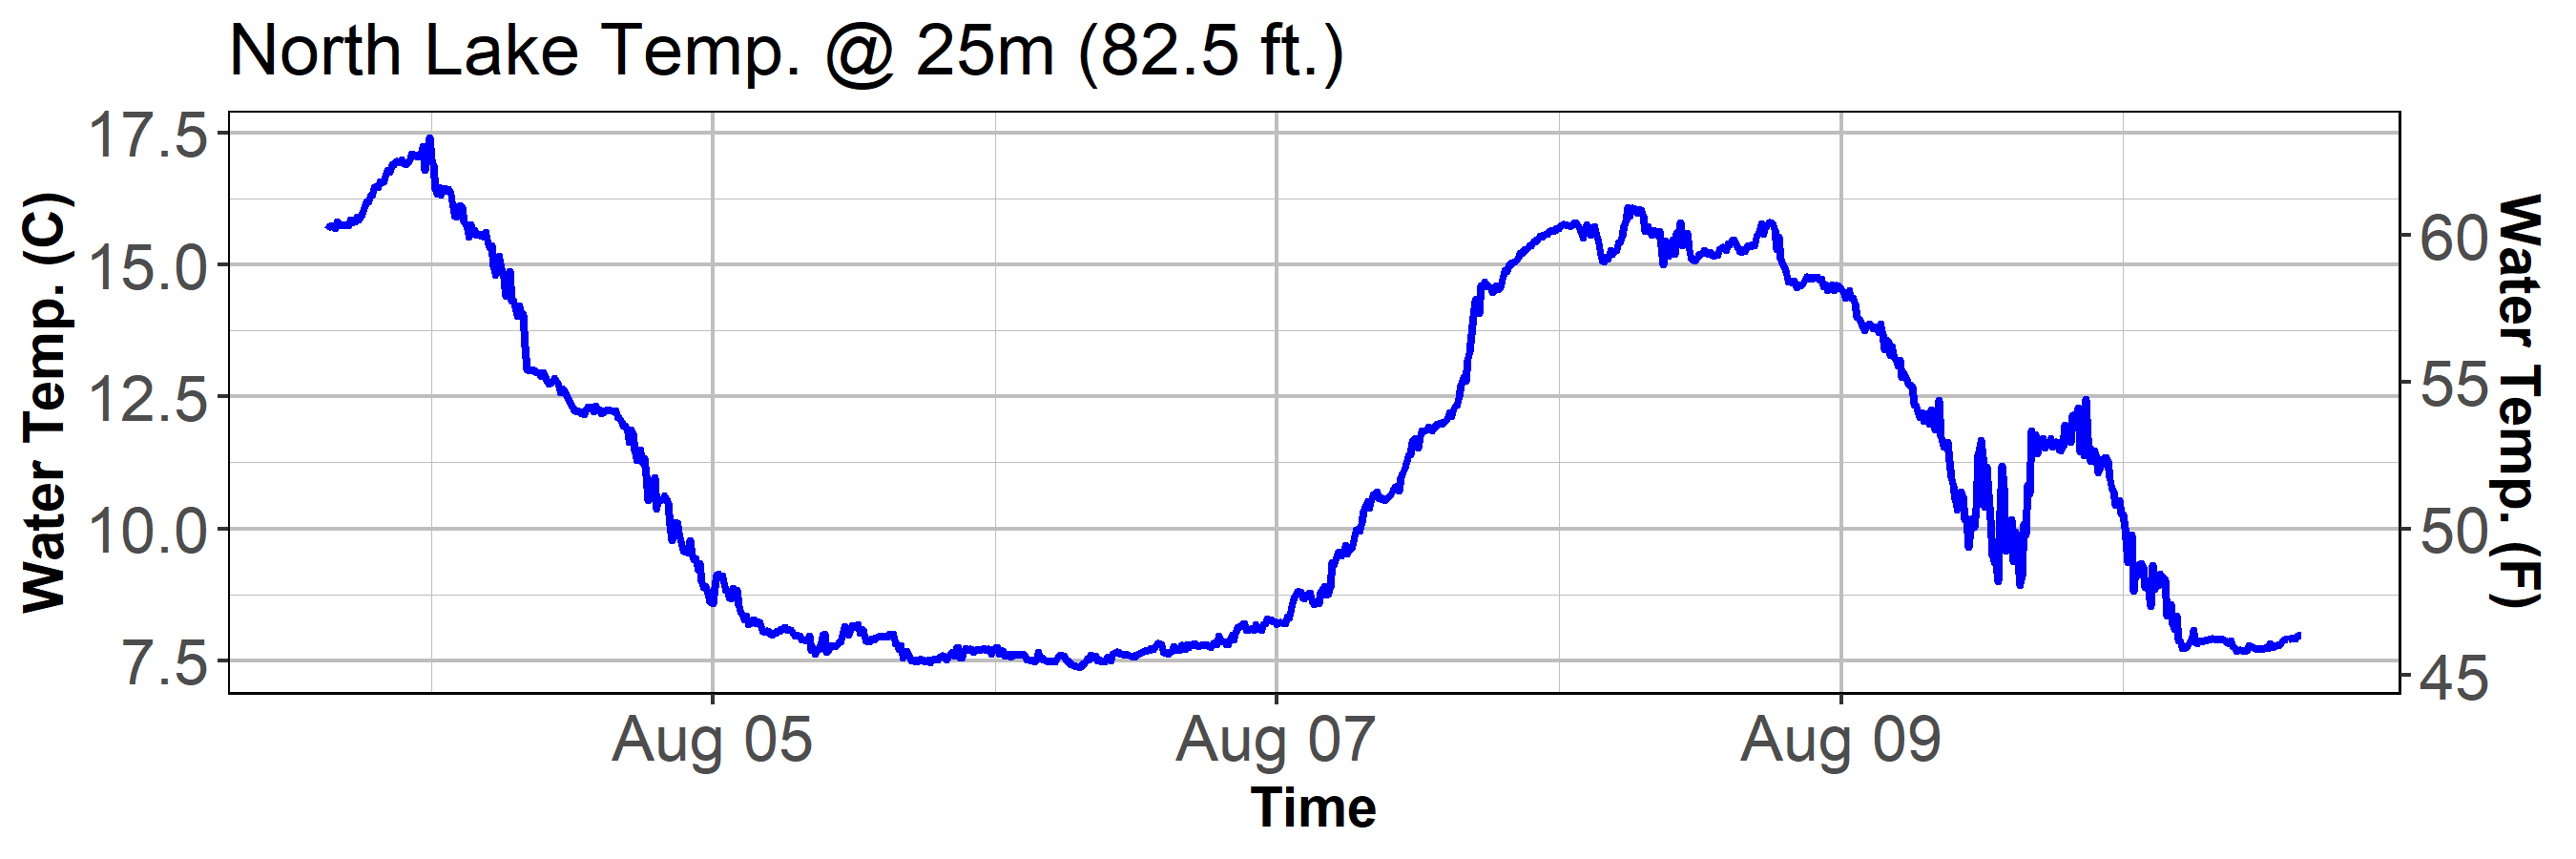 North Lake Temp. @ 25m (82.5 ft.)
Water Temp. (C)
17.5
15.0
12.5
10.0
7.5
60
55
50
45
Water Temp. (F)
Aug 05 Aug 07 Aug 09
Time